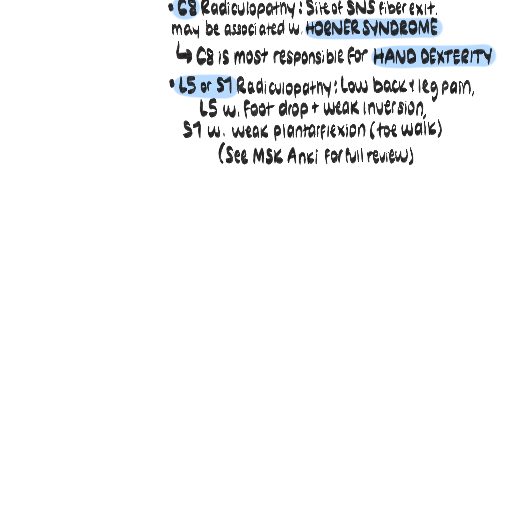 • C8 Radiculopathy: Site of SNS fiber exit.
may be associated w. HORNER SYNDROME
↳ C8 is most responsible for HAND DEXTERITY
• L5 or S1 Radiculopathy: Low back + leg pain,
L5 w. Foot drop + weak inversion,
S1 w. weak plantarflexion (toe walk)
(See MSK Anki for full review)